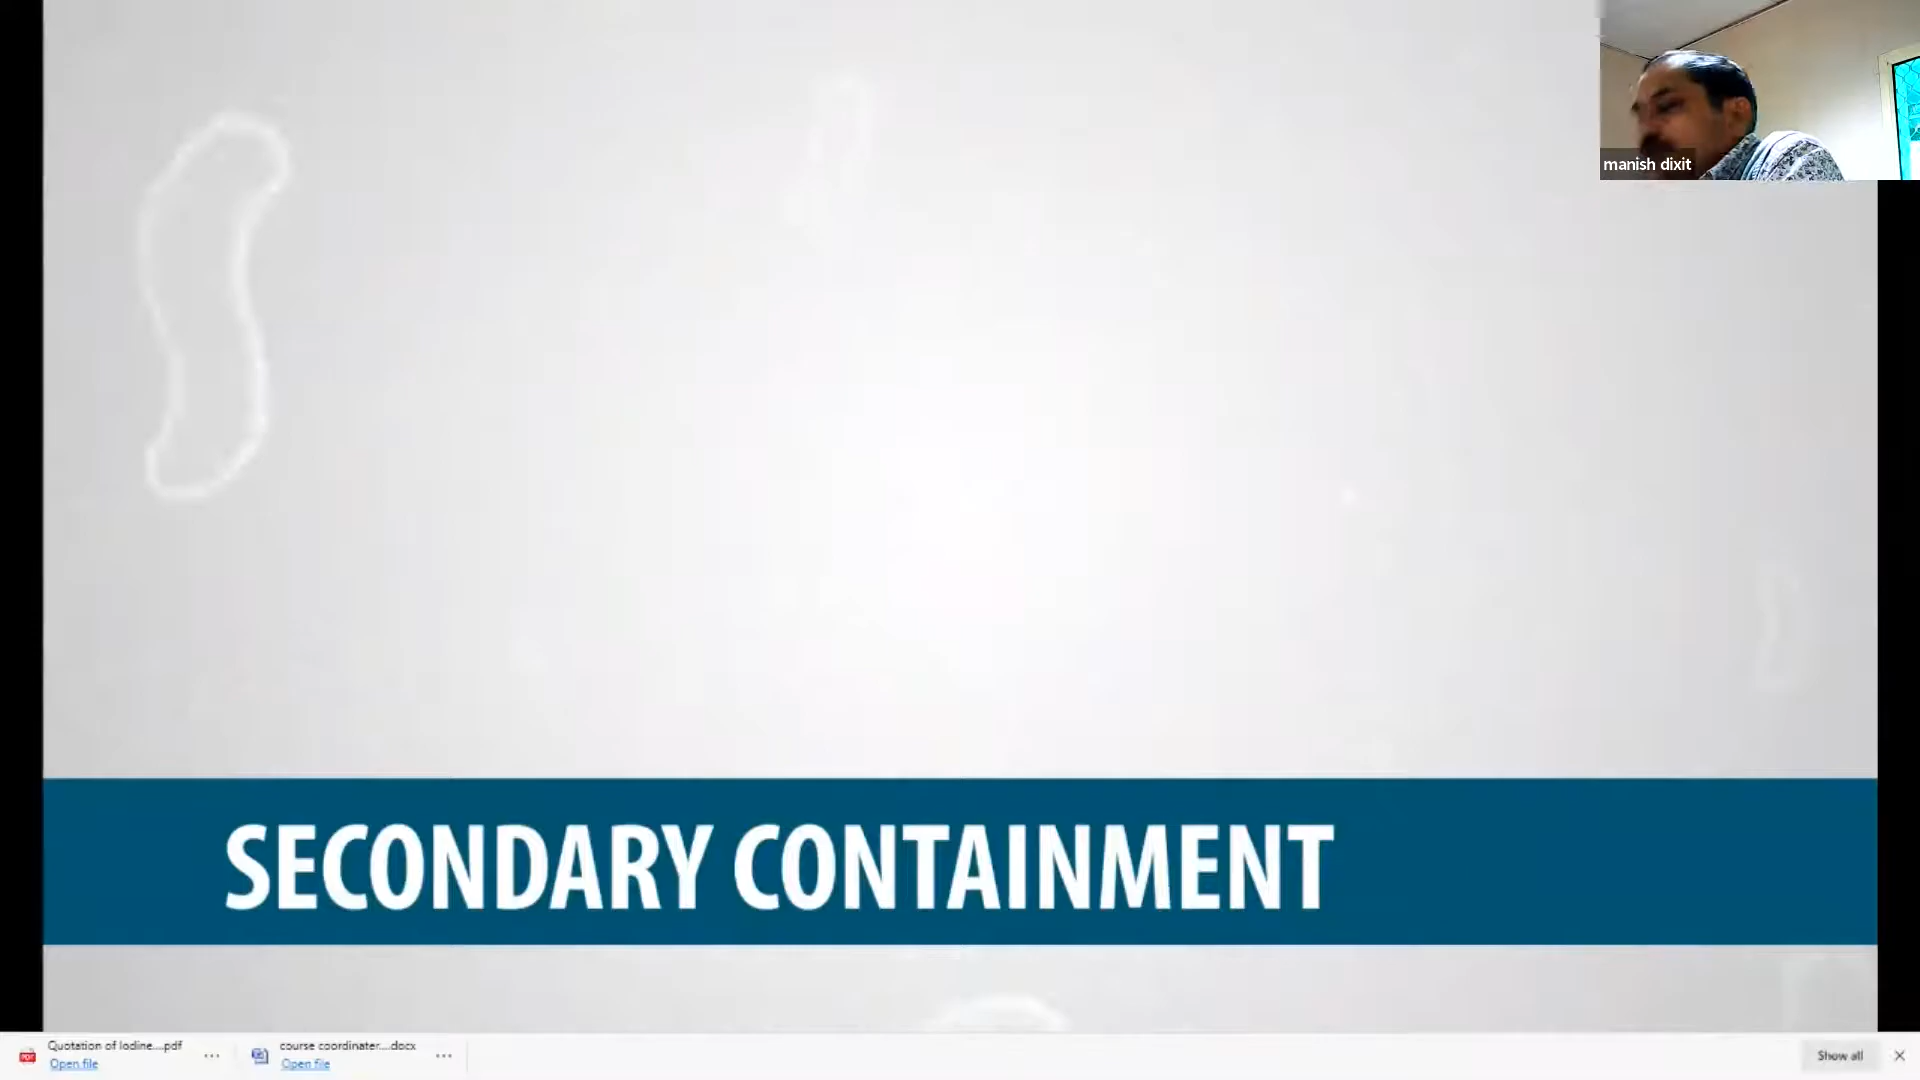 manish dixit
SECONDARY CONTAINMENT
Quotation of Iodine....pdf
Open file
course coordinater....docx
Open file
Show all